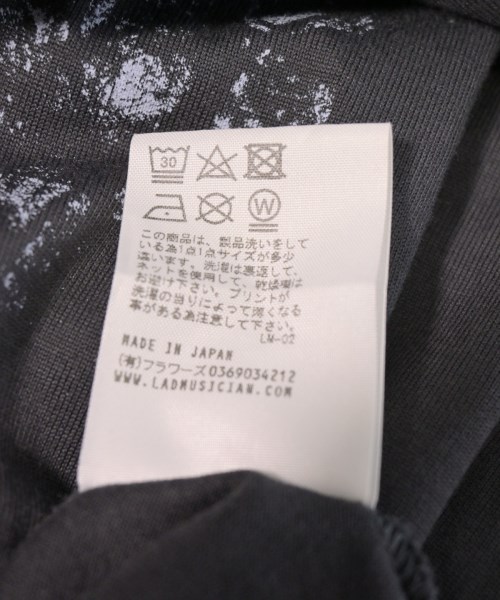 30
W
この商品は、製品洗いをして
いる為1点1点サイズが多少
違います。洗濯は裏返して、
ネットを使用して、乾燥機は
お避け下さい。プリントが
洗濯の当りによって薄くなる
事がある為注意して下さい。
LM-02
MADE IN JAPAN
(有)フラワーズ0369034212
WWW.LADMUSICIAN.COM